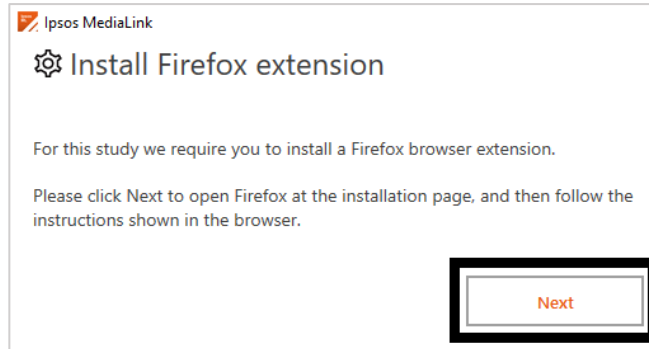 Ipsos MediaLink
Install Firefox extension
For this study we require you to install a Firefox browser extension.
Please click Next to open Firefox at the installation page, and then follow the
instructions shown in the browser.
Next